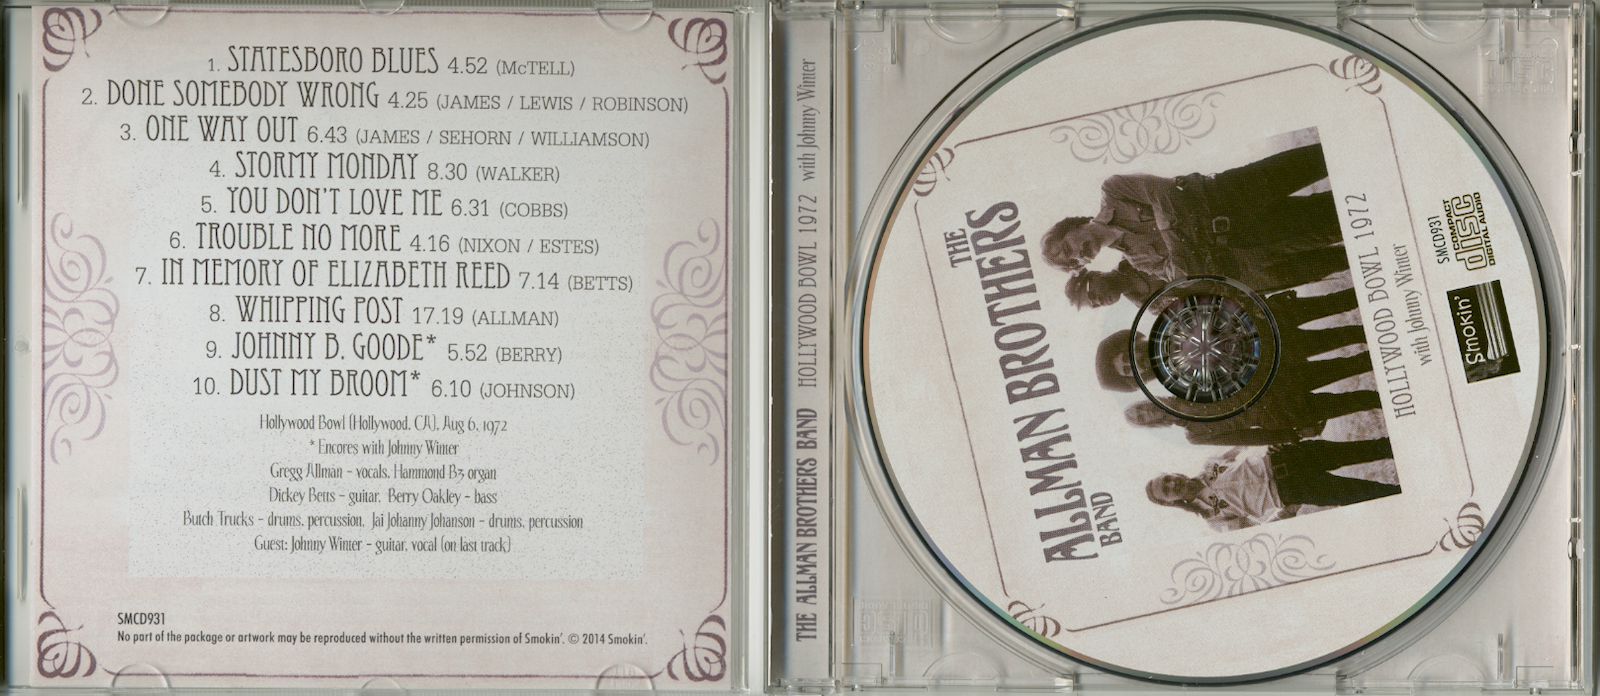 1. STATESBORO BLUES 4.52 (McTELL)
2. DONE SOMEBODY WRONG 4.25 (JAMES / LEWIS / ROBINSON)
3. ONE WAY OUT 6.43 (JAMES / SEHORN / WILLIAMSON)
4. STORMY MONDAY 8.30 (WALKER)
5. YOU DON'T LOVE ME 6.31 (COBBS)
6. TROUBLE NO MORE 4.16 (NIXON / ESTES)
7. IN MEMORY OF ELIZABETH REED 7.14 (BETTS)
8. WHIPPING POST 17.19 (ALLMAN)
9. JOHNNY B. GOODE* 5.52 (BERRY)
10. DUST MY BROOM* 6.10 (JOHNSON)
Hollywood Bowl (Hollywood, CA), Aug 6, 1972
* Encores with Johnny Winter
Gregg Allman – vocals, Hammond B3 organ
Dickey Betts – guitar, Berry Oakley – bass
Butch Trucks – drums, percussion, Jai Johanny Johanson – drums, percussion
Guest: Johnny Winter – guitar, vocal (on last track)
SMCD931
No part of the package or artwork may be reproduced without the written permission of Smokin'. © 2014 Smokin'.
THE ALLMAN BROTHERS BAND HOLLYWOOD BOWL 1972 with Johnny Winter
THE
ALLMAN BROTHERS
BAND
HOLLYWOOD BOWL 1972
with Johnny Winter
Smokin'
SMCD931
COMPACT
disc
DIGITAL AUDIO